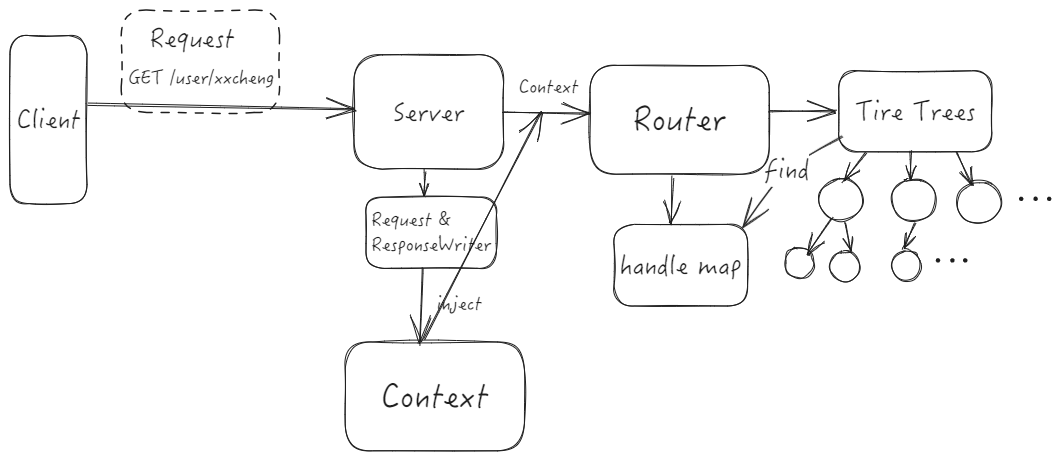 Request
GET /user/xxcheng
Client
Server
Context
Router
Tire Trees
find
Request &
ResponseWriter
handle map
inject
Context